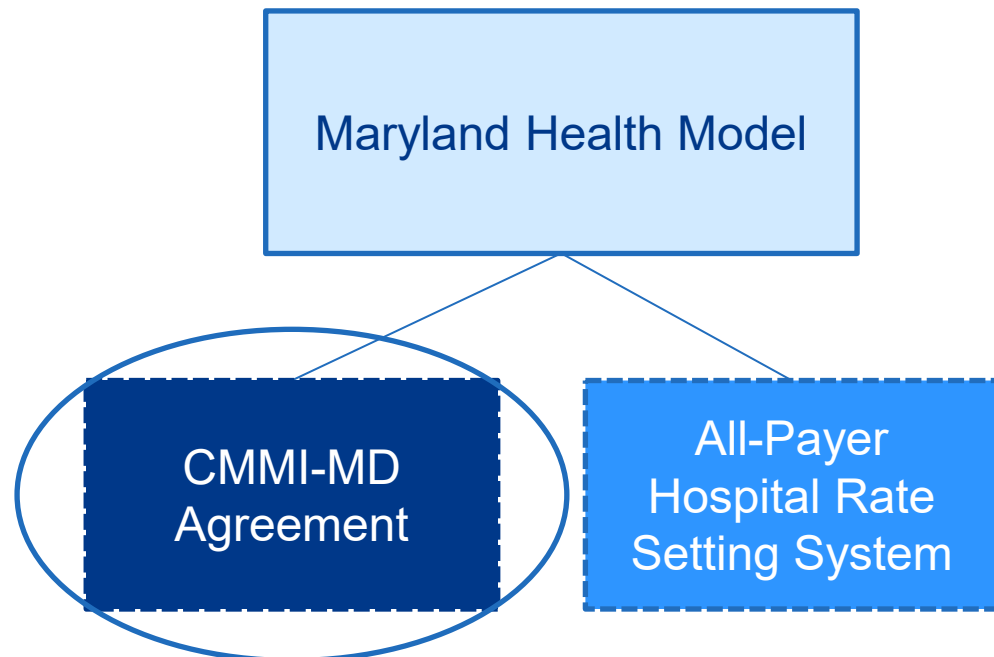 Maryland Health Model
CMMI-MD
Agreement
All-Payer
Hospital Rate
Setting System